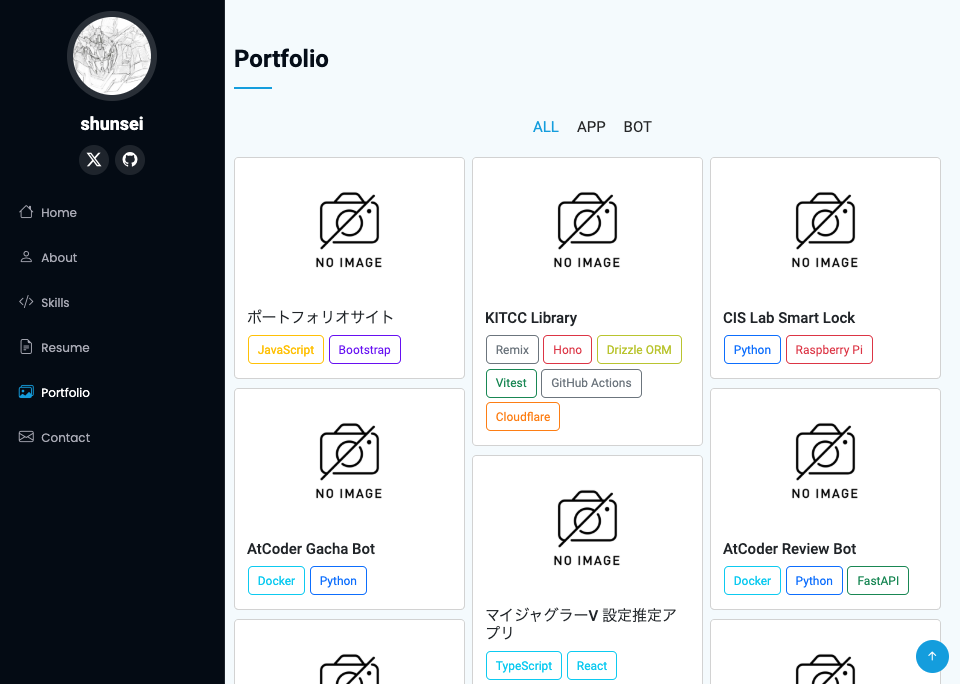 shunsei
Home
About
Skills
Resume
Portfolio
Contact
Portfolio
ALL APP BOT
NO IMAGE
ポートフォリオサイト
JavaScript Bootstrap
NO IMAGE
KITCC Library
Remix Hono Drizzle ORM
Vitest GitHub Actions
Cloudflare
NO IMAGE
CIS Lab Smart Lock
Python Raspberry Pi
NO IMAGE
AtCoder Gacha Bot
Docker Python
NO IMAGE
マイジャグラーV 設定推定ア
プリ
TypeScript React
NO IMAGE
AtCoder Review Bot
Docker Python FastAPI